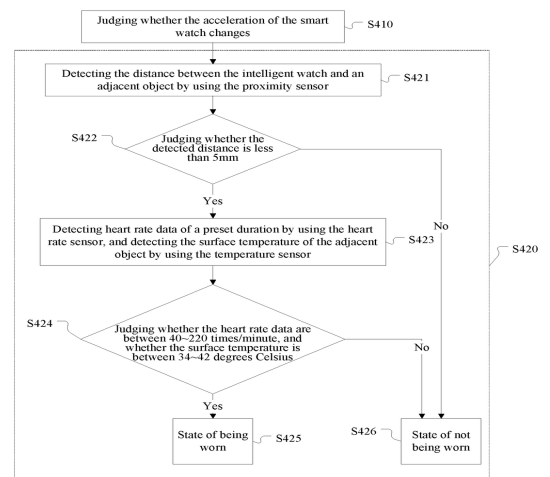 Judging whether the acceleration of the smart
watch changes
S410
Detecting the distance between the intelligent watch and an
adjacent object by using the proximity sensor
S421
S422
Judging whether the
detected distance is less
than 5mm
Yes
No
Detecting heart rate data of a preset duration by using the heart
rate sensor, and detecting the surface temperature of the adjacent
object by using the temperature sensor
S423
S420
S424
Judging whether the heart rate data are
between 40~220 times/minute, and
whether the surface temperature is
between 34~42 degrees Celsius
No
Yes
State of being
worn
S425
S426
State of not
being worn